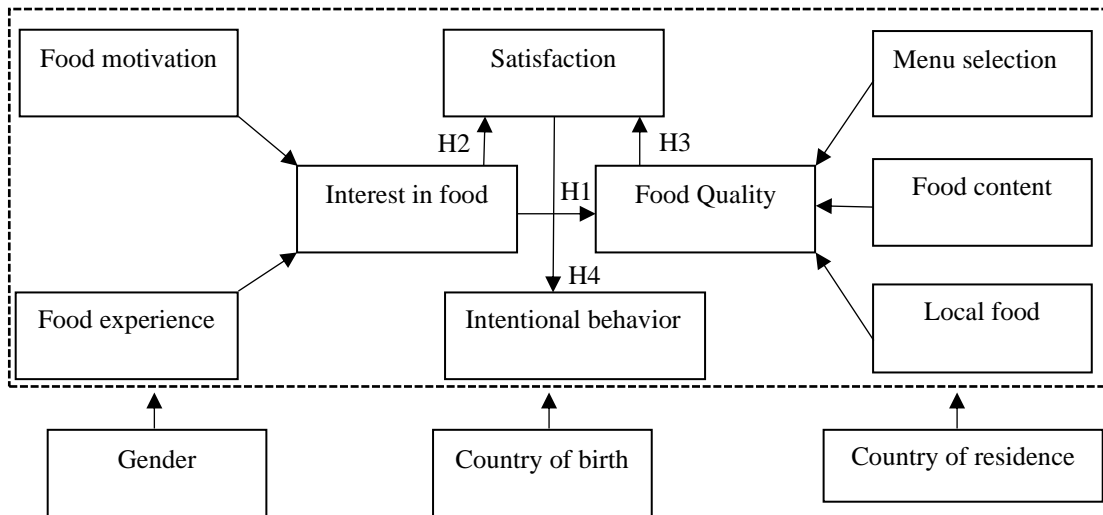 Food motivation
Satisfaction
Menu selection
H2
H3
Interest in food
H1
Food Quality
Food content
H4
Food experience
Intentional behavior
Local food
Gender
Country of birth
Country of residence